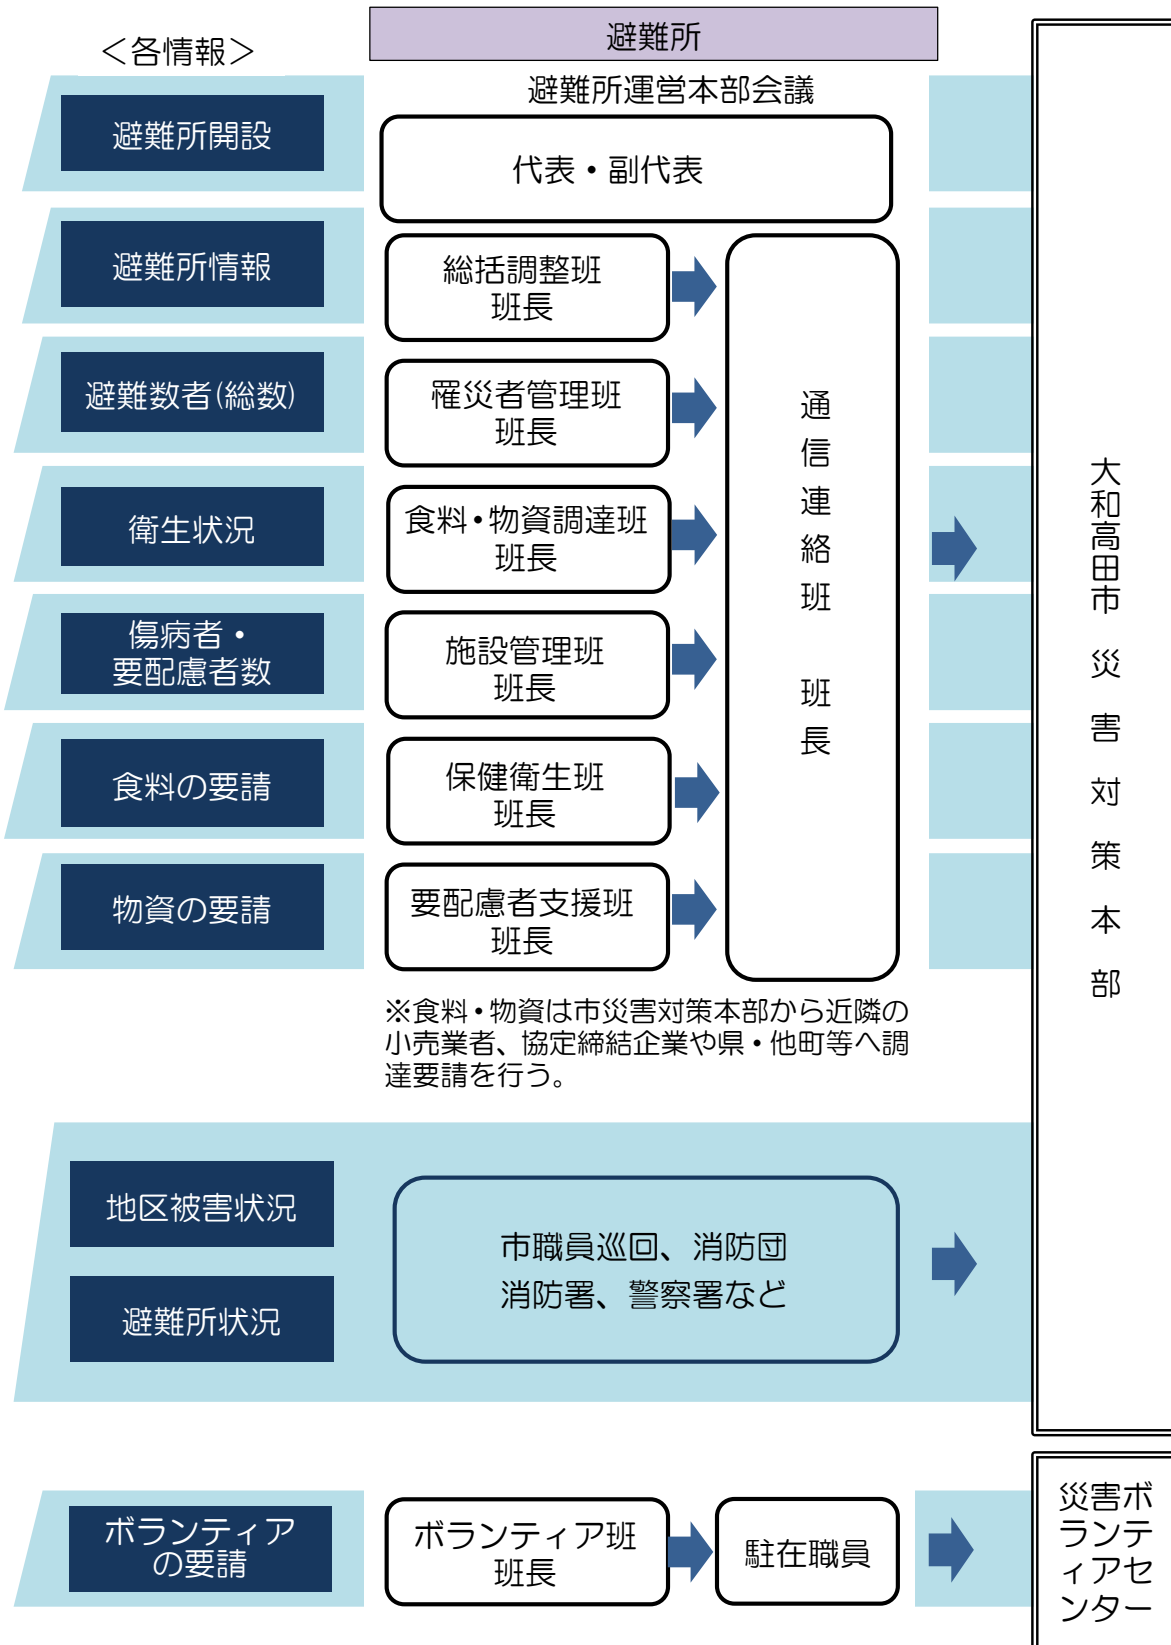 ＜各情報＞
避難所
避難所運営本部会議
避難所開設
代表・副代表
避難所情報
総括調整班
班長
避難数者(総数)
罹災者管理班
班長
衛生状況
食料・物資調達班
班長
傷病者・
要配慮者数
施設管理班
班長
食料の要請
保健衛生班
班長
物資の要請
要配慮者支援班
班長
通信連絡班　班長
大和高田市 災害対策本部
※食料・物資は市災害対策本部から近隣の
小売業者、協定締結企業や県・他町等へ調
達要請を行う。
地区被害状況
避難所状況
市職員巡回、消防団
消防署、警察署など
ボランティア
の要請
ボランティア班
班長
駐在職員
災害ボ
ランテ
ィアセ
ンター